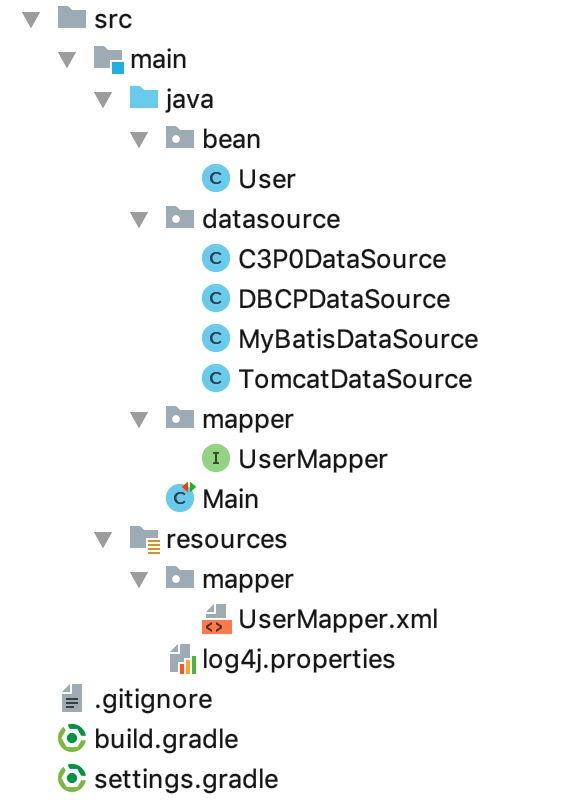 src
main
java
bean
C User
datasource
C C3P0DataSource
C DBCPDataSource
C MyBatisDataSource
C TomcatDataSource
mapper
I UserMapper
C Main
resources
mapper
<> UserMapper.xml
log4j.properties
.gitignore
build.gradle
settings.gradle